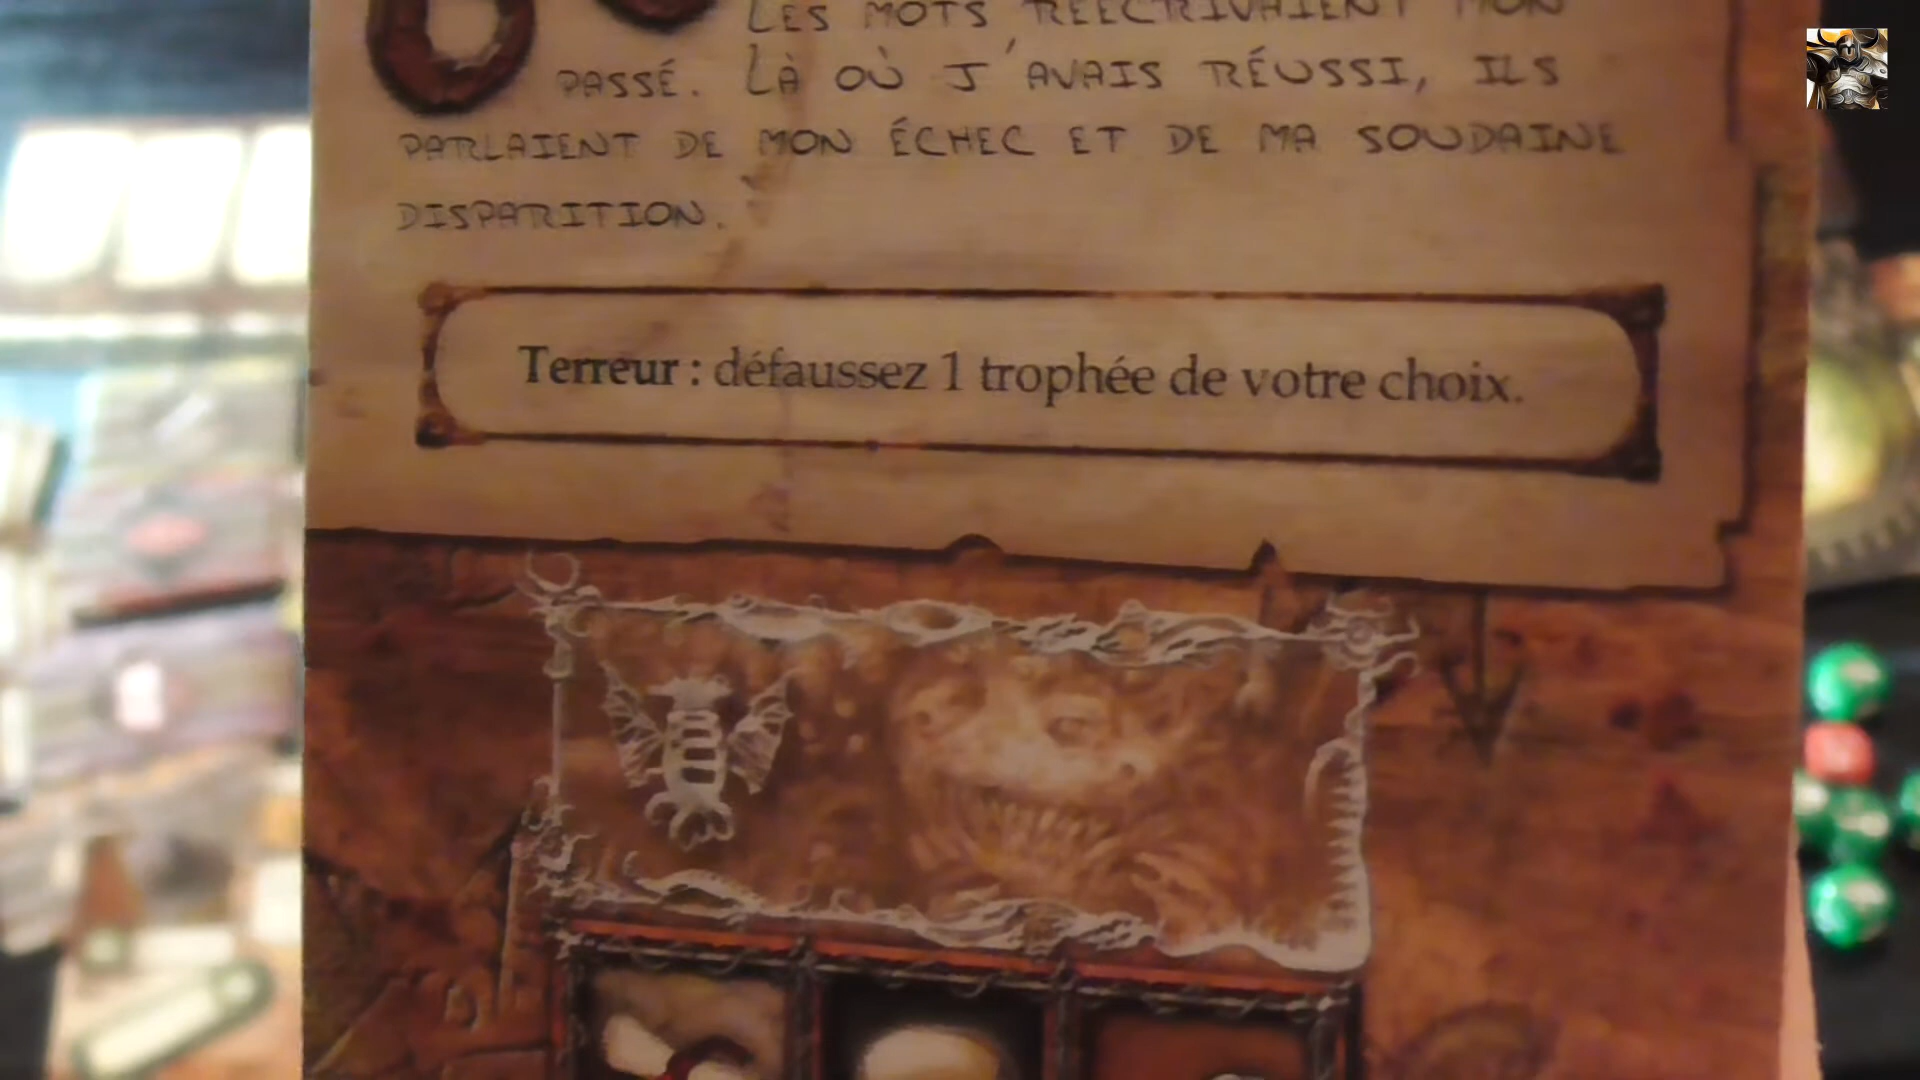 LES MOTS RÉÉCRIVAIENT MON
PASSÉ. LÀ OÙ J'AVAIS RÉUSSI, ILS
PARLAIENT DE MON ÉCHEC ET DE MA SOUDAINE
DISPARITION.
Terreur : défaussez 1 trophée de votre choix.